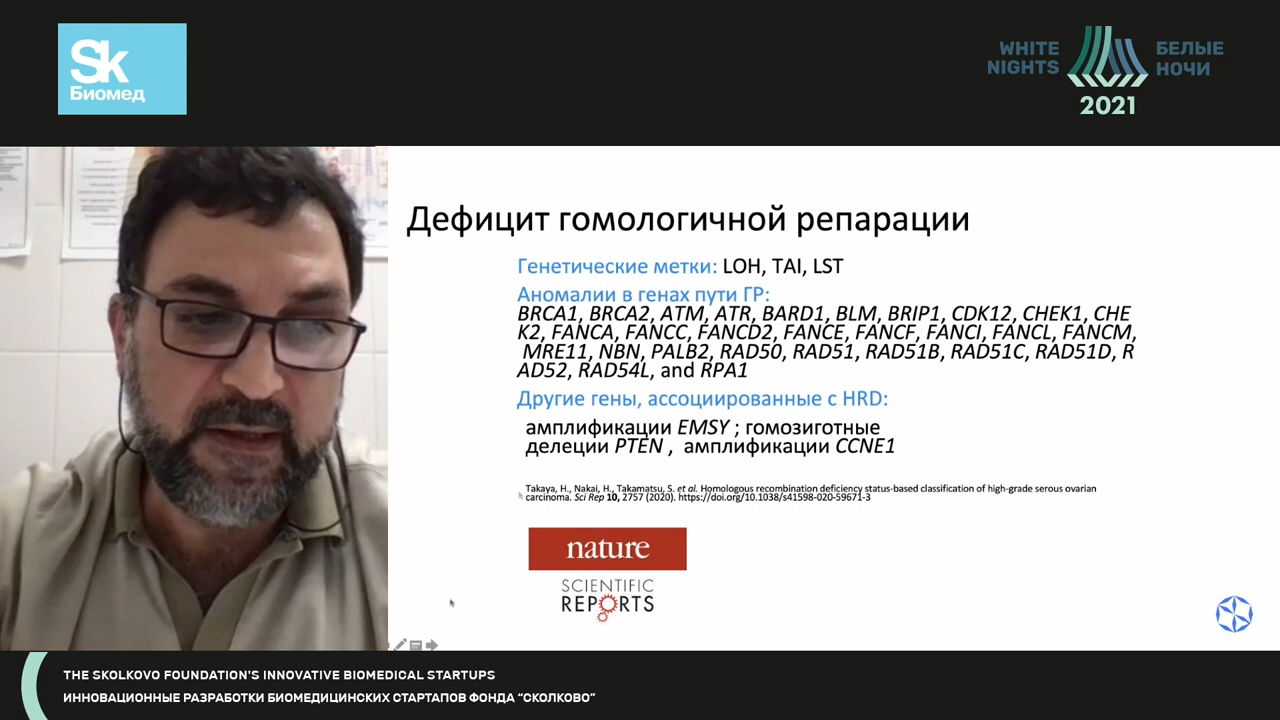 Sk
Биомед
WHITE
NIGHTS
БЕЛЫЕ
НОЧИ
2021
Дефицит гомологичной репарации
Генетические метки: LOH, TAI, LST
Аномалии в генах пути ГР:
BRCA1, BRCA2, ATM, ATR, BARD1, BLM, BRIP1, CDK12, CHEK1, CHE
K2, FANCA, FANCC, FANCD2, FANCE, FANCF, FANCI, FANCL, FANCM,
MRE11, NBN, PALB2, RAD50, RAD51, RAD51B, RAD51C, RAD51D, R
AD52, RAD54L, and RPA1
Другие гены, ассоциированные с HRD:
амплификации EMSY ; гомозиготные
делеции PTEN , амплификации CCNE1
Takaya, H., Nakai, H., Takamatsu, S. et al. Homologous recombination deficiency status-based classification of high-grade serous ovarian
carcinoma. Sci Rep 10, 2757 (2020). https://doi.org/10.1038/s41598-020-59671-3
nature
SCIENTIFIC
REPORTS
THE SKOLKOVO FOUNDATION'S INNOVATIVE BIOMEDICAL STARTUPS
ИННОВАЦИОННЫЕ РАЗРАБОТКИ БИОМЕДИЦИНСКИХ СТАРТАПОВ ФОНДА "СКОЛКОВО"